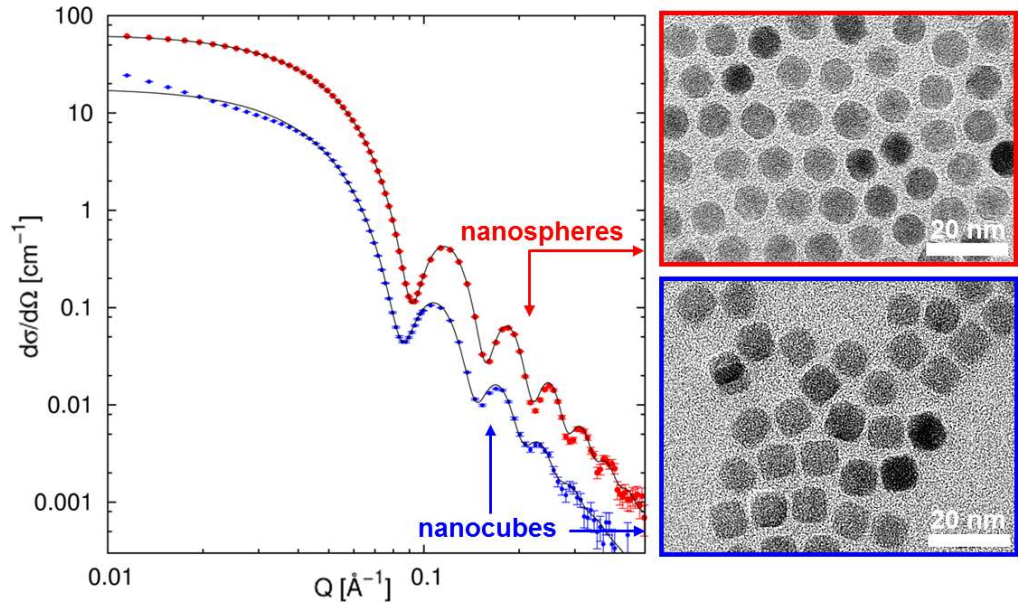 100
10
1
0.1
0.01
0.001
dσ/dΩ [cm⁻¹]
0.01
0.1
Q [Å⁻¹]
nanospheres
nanocubes
20 nm
20 nm